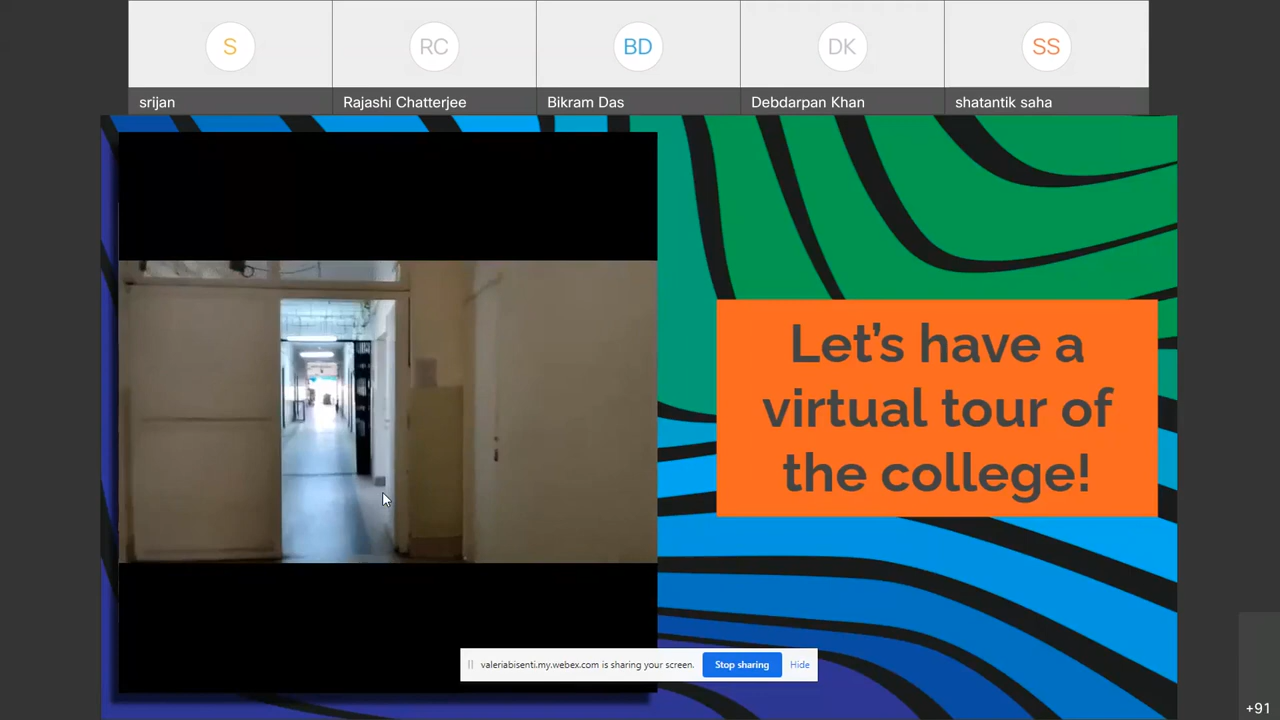 S
RC
BD
DK
SS
srijan
Rajashi Chatterjee
Bikram Das
Debdarpan Khan
shatantik saha
Let’s have a
virtual tour of
the college!
valeriabisenti.my.webex.com is sharing your screen.
Stop sharing
Hide
+91